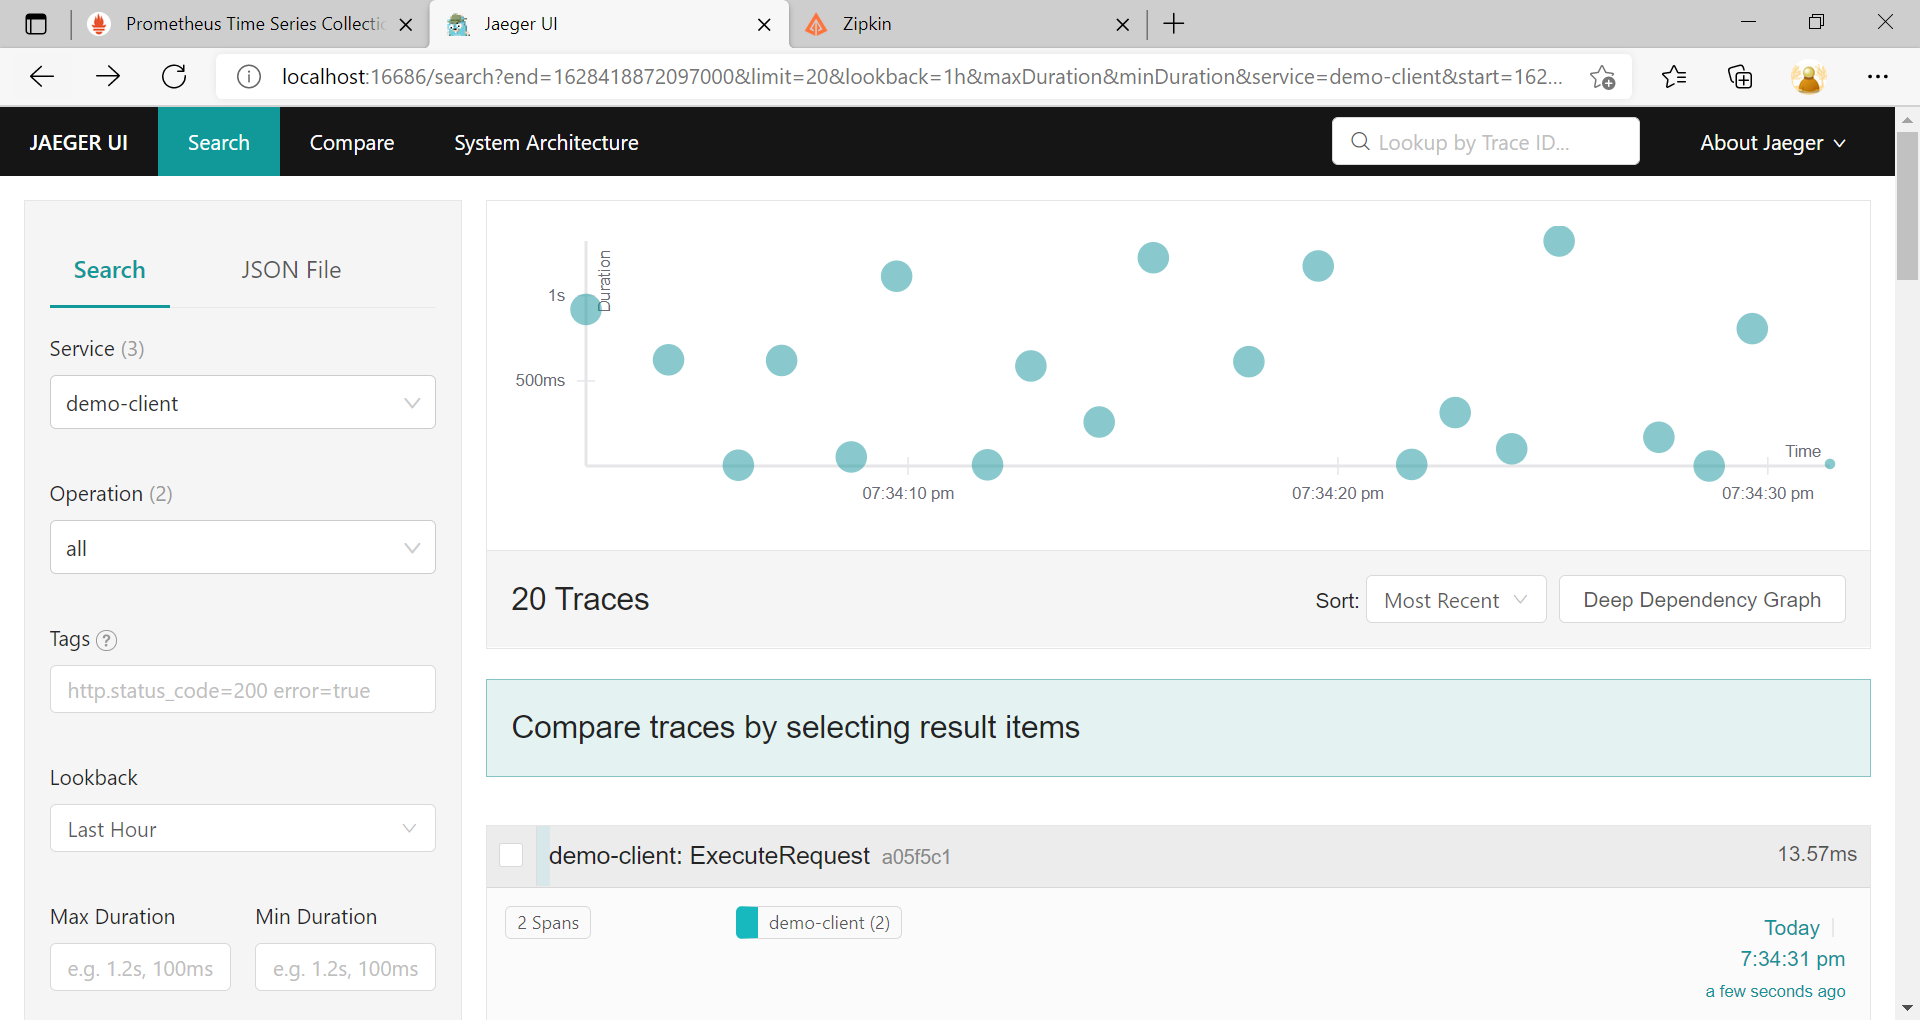 Prometheus Time Series Collectic
Jaeger UI
Zipkin
localhost:16686/search?end=1628418872097000&limit=20&lookback=1h&maxDuration&minDuration&service=demo-client&start=162...
JAEGER UI
Search
Compare
System Architecture
Lookup by Trace ID...
About Jaeger
Search
JSON File
Service (3)
demo-client
Operation (2)
all
Tags ?
http.status_code=200 error=true
Lookback
Last Hour
Max Duration
Min Duration
e.g. 1.2s, 100ms
e.g. 1.2s, 100ms
Duration
1s
500ms
Time
07:34:10 pm
07:34:20 pm
07:34:30 pm
20 Traces
Sort:
Most Recent
Deep Dependency Graph
Compare traces by selecting result items
demo-client: ExecuteRequest a05f5c1
13.57ms
2 Spans
demo-client (2)
Today
7:34:31 pm
a few seconds ago